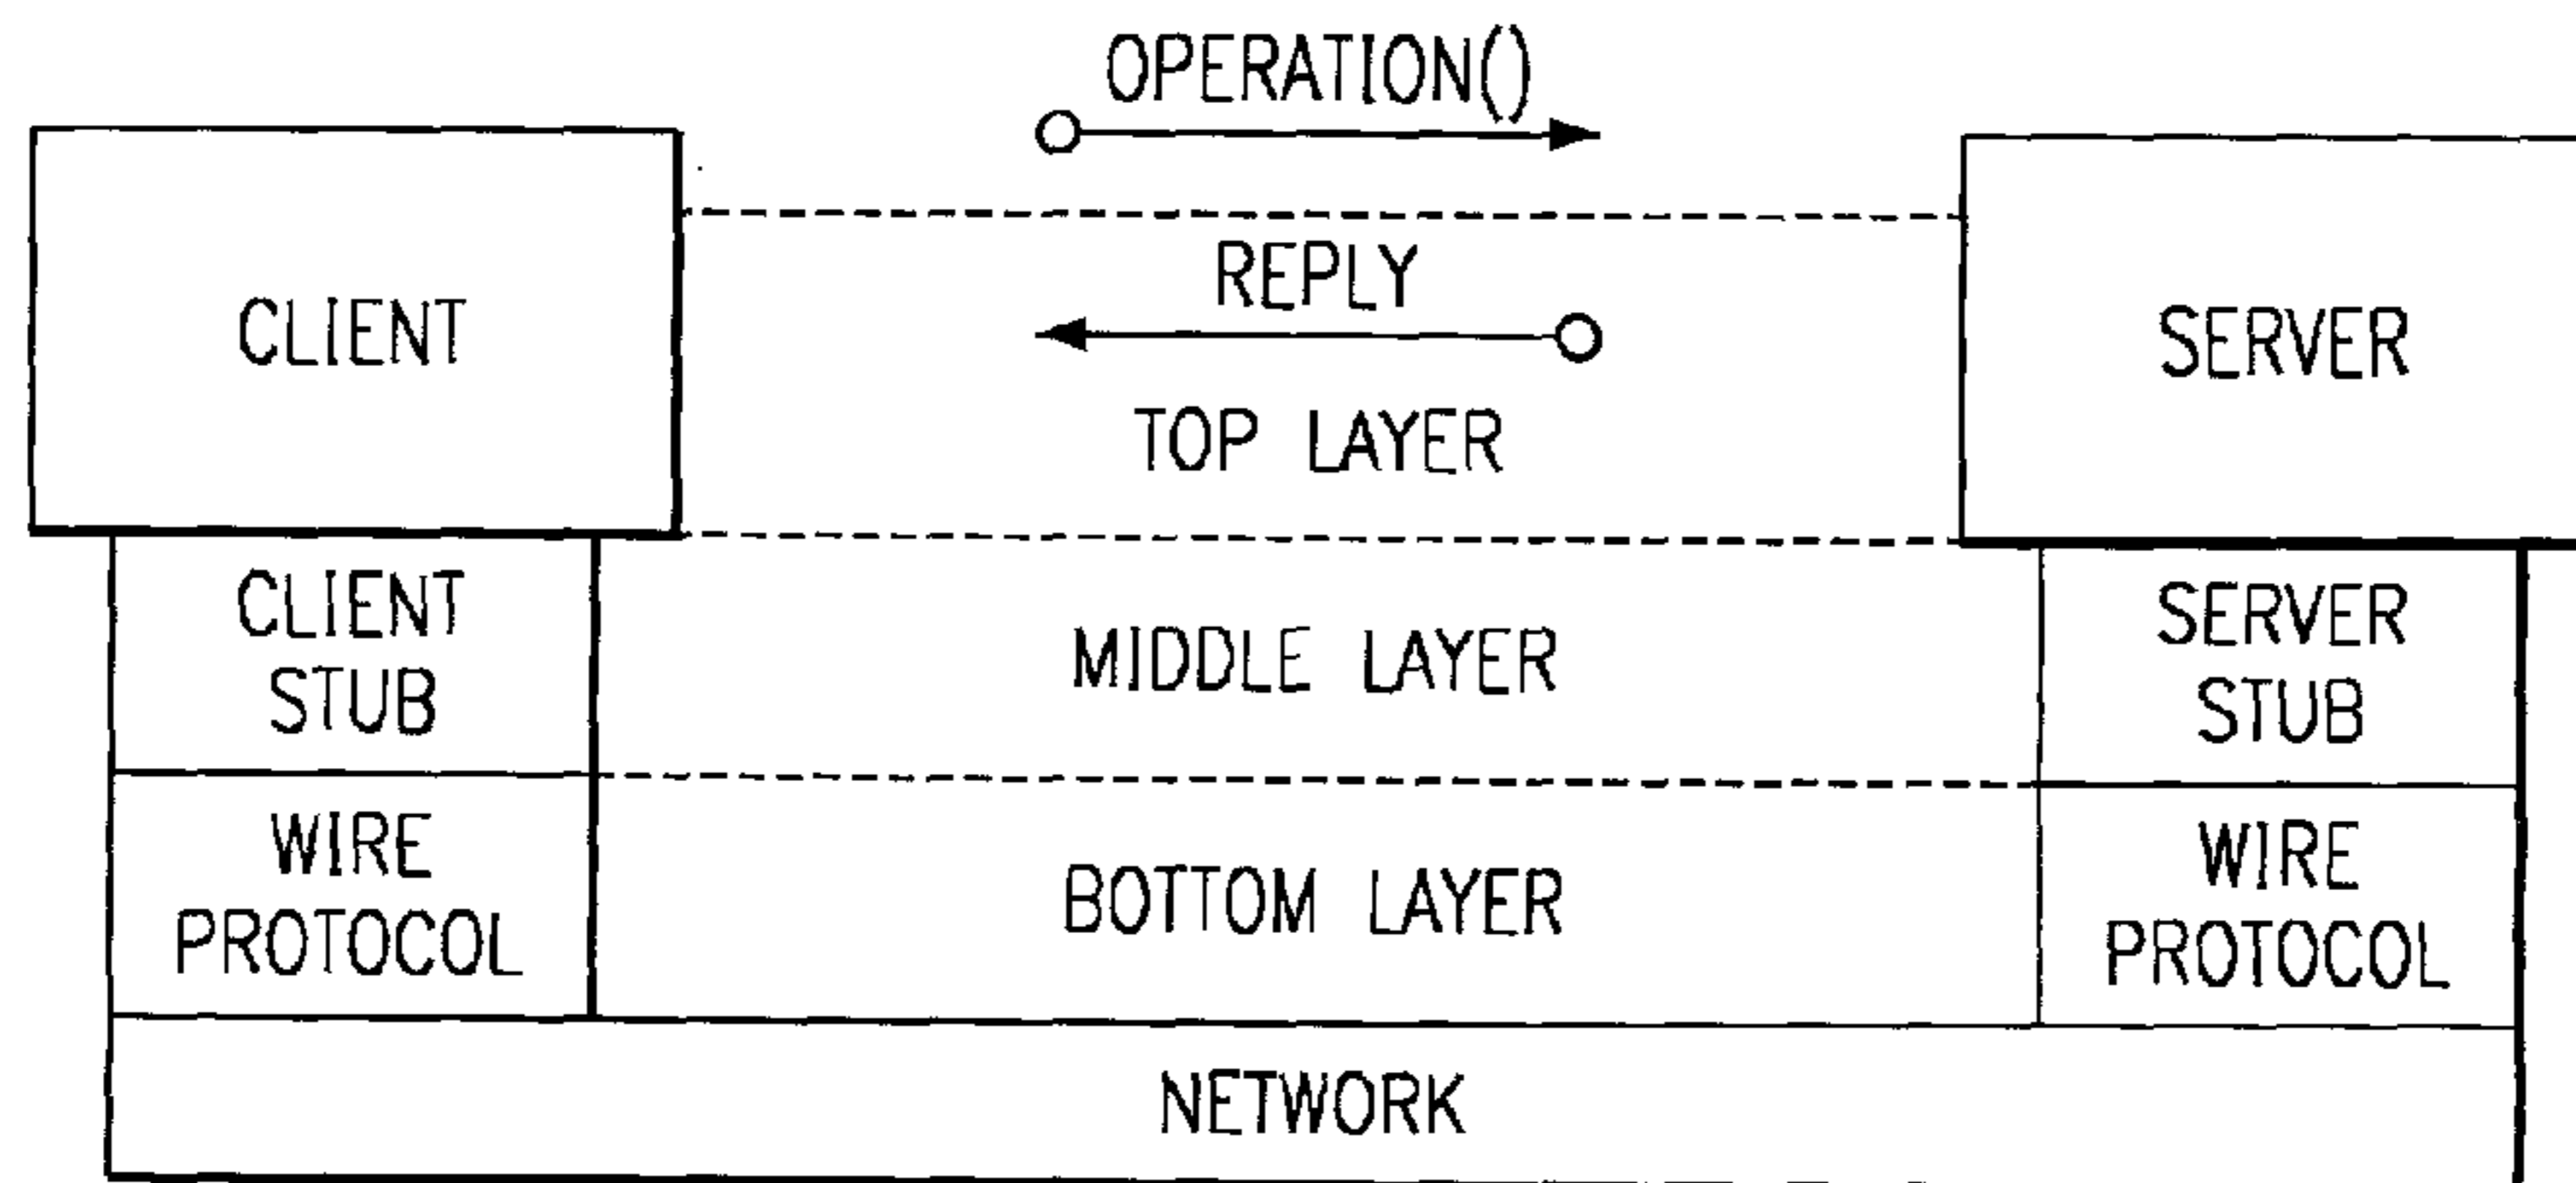 OPERATION()
REPLY
CLIENT
SERVER
TOP LAYER
CLIENT
STUB
MIDDLE LAYER
SERVER
STUB
WIRE
PROTOCOL
BOTTOM LAYER
WIRE
PROTOCOL
NETWORK